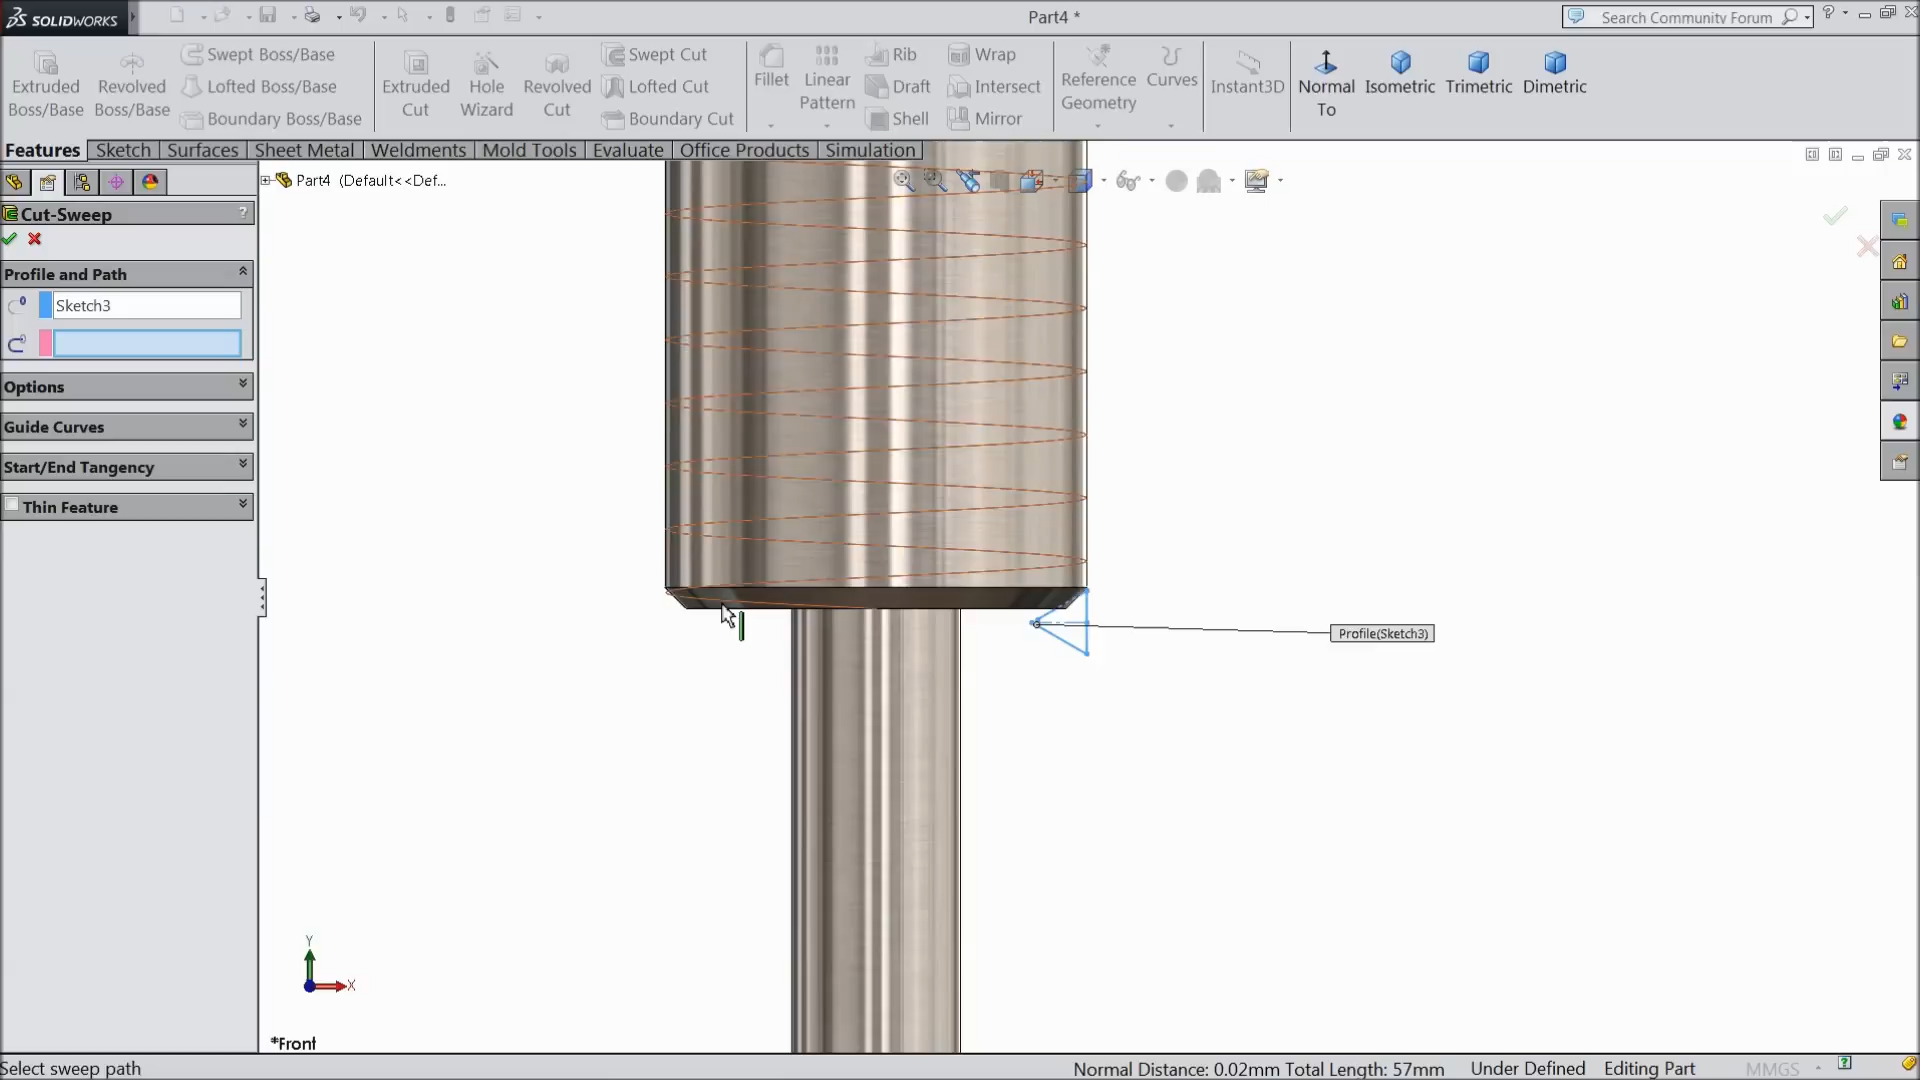 SOLIDWORKS
Part4 *
Search Community Forum
Extruded Boss/Base
Revolved Boss/Base
Swept Boss/Base
Lofted Boss/Base
Boundary Boss/Base
Extruded Cut
Hole Wizard
Revolved Cut
Swept Cut
Lofted Cut
Boundary Cut
Fillet
Linear Pattern
Rib
Draft
Shell
Wrap
Intersect
Mirror
Reference Geometry
Curves
Instant3D
Normal To
Isometric
Trimetric
Dimetric
Features
Sketch
Surfaces
Sheet Metal
Weldments
Mold Tools
Evaluate
Office Products
Simulation
Part4 (Default<<Def...
Cut-Sweep
?
Profile and Path
Sketch3
Options
Guide Curves
Start/End Tangency
Thin Feature
Profile(Sketch3)
Y
X
*Front
Select sweep path
Normal Distance: 0.02mm Total Length: 57mm
Under Defined
Editing Part
MMGS